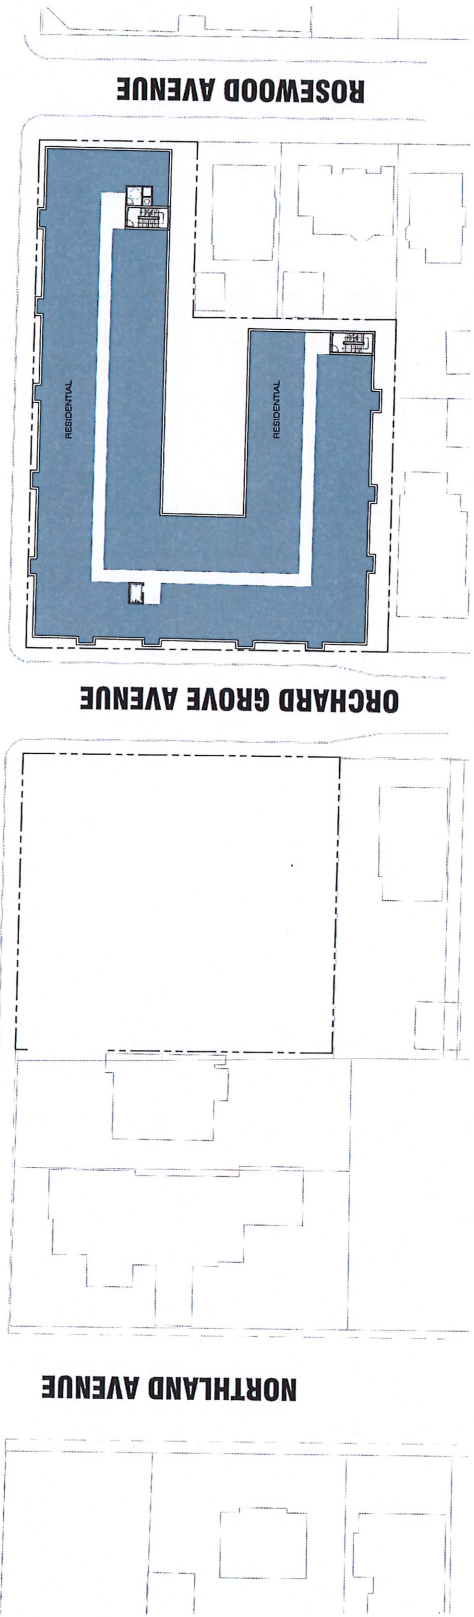 ROSEWOOD AVENUE
RESIDENTIAL
RESIDENTIAL
ORCHARD GROVE AVENUE
NORTHLAND AVENUE